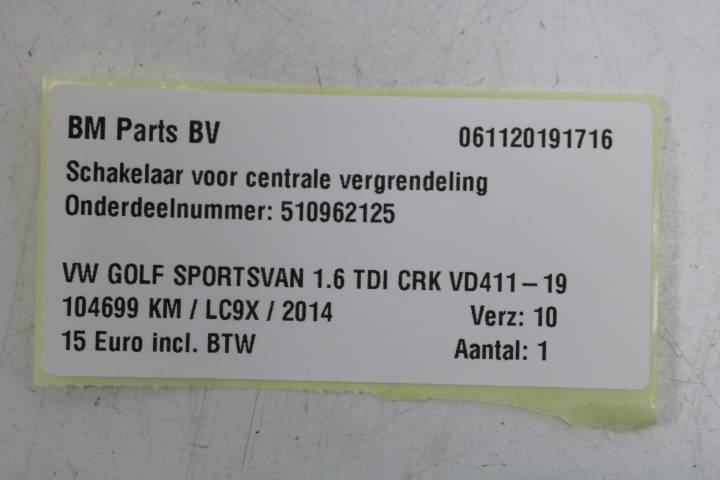 BM Parts BV 061120191716
Schakelaar voor centrale vergrendeling
Onderdeelnummer: 510962125
VW GOLF SPORTSVAN 1.6 TDI CRK VD411-19
104699 KM / LC9X / 2014 Verz: 10
15 Euro incl. BTW Aantal: 1